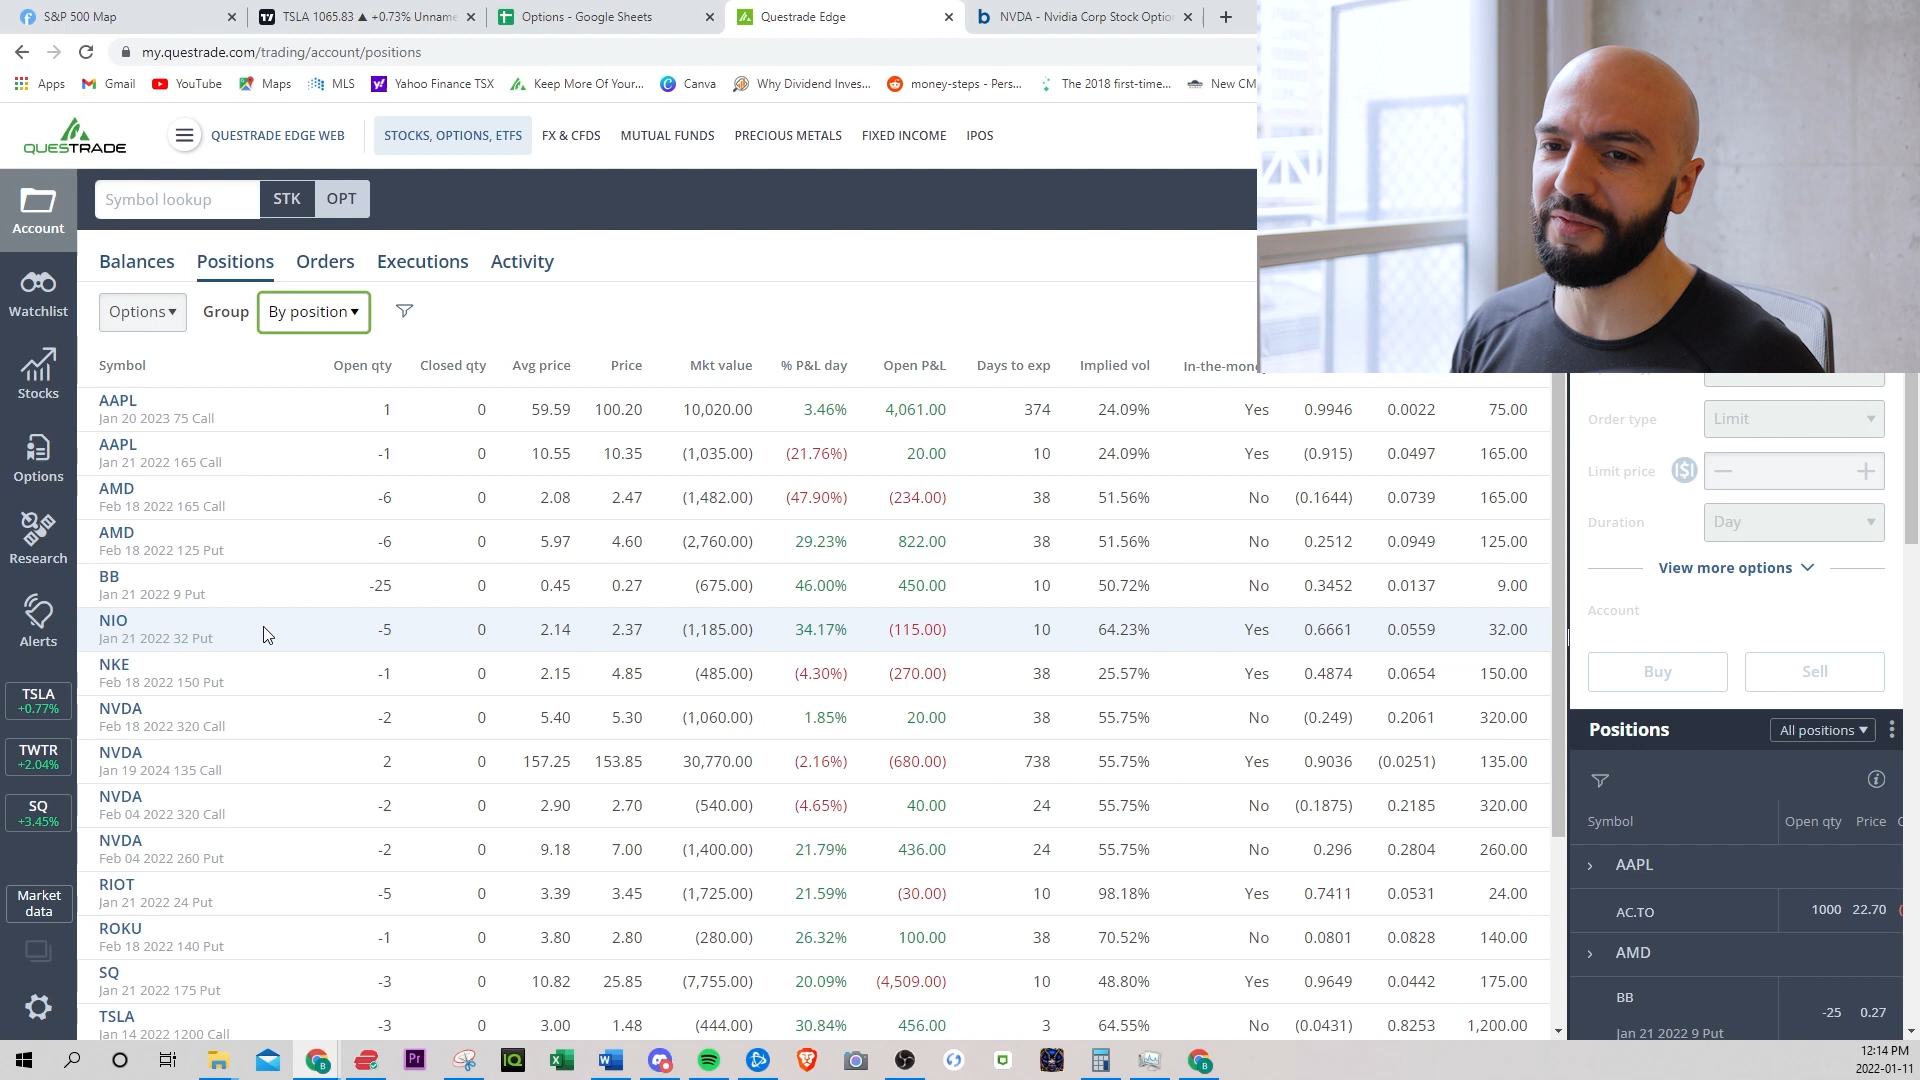 S&P 500 Map
TSLA 1065.83 ▲ +0.73% Unname
Options - Google Sheets
Questrade Edge
NVDA - Nvidia Corp Stock Optio
my.questrade.com/trading/account/positions
Apps Gmail YouTube Maps MLS Yahoo Finance TSX Keep More Of Your... Canva Why Dividend Inves... money-steps - Pers... The 2018 first-time... New CM
QUESTRADE
QUESTRADE EDGE WEB STOCKS, OPTIONS, ETFS FX & CFDS MUTUAL FUNDS PRECIOUS METALS FIXED INCOME IPOS
Account
Watchlist
Stocks
Options
Research
Alerts
TSLA
+0.77%
TWTR
+2.04%
SQ
+3.45%
Market
data
Symbol lookup STK OPT
Balances Positions Orders Executions Activity
Options▾ Group By position▾
Symbol Open qty Closed qty Avg price Price Mkt value % P&L day Open P&L Days to exp Implied vol In-the-mone
AAPL
Jan 20 2023 75 Call
1 0 59.59 100.20 10,020.00 3.46% 4,061.00 374 24.09% Yes 0.9946 0.0022 75.00
AAPL
Jan 21 2022 165 Call
-1 0 10.55 10.35 (1,035.00) (21.76%) 20.00 10 24.09% Yes (0.915) 0.0497 165.00
AMD
Feb 18 2022 165 Call
-6 0 2.08 2.47 (1,482.00) (47.90%) (234.00) 38 51.56% No (0.1644) 0.0739 165.00
AMD
Feb 18 2022 125 Put
-6 0 5.97 4.60 (2,760.00) 29.23% 822.00 38 51.56% No 0.2512 0.0949 125.00
BB
Jan 21 2022 9 Put
-25 0 0.45 0.27 (675.00) 46.00% 450.00 10 50.72% No 0.3452 0.0137 9.00
NIO
Jan 21 2022 32 Put
-5 0 2.14 2.37 (1,185.00) 34.17% (115.00) 10 64.23% Yes 0.6661 0.0559 32.00
NKE
Feb 18 2022 150 Put
-1 0 2.15 4.85 (485.00) (4.30%) (270.00) 38 25.57% Yes 0.4874 0.0654 150.00
NVDA
Feb 18 2022 320 Call
-2 0 5.40 5.30 (1,060.00) 1.85% 20.00 38 55.75% No (0.249) 0.2061 320.00
NVDA
Jan 19 2024 135 Call
2 0 157.25 153.85 30,770.00 (2.16%) (680.00) 738 55.75% Yes 0.9036 (0.0251) 135.00
NVDA
Feb 04 2022 320 Call
-2 0 2.90 2.70 (540.00) (4.65%) 40.00 24 55.75% No (0.1875) 0.2185 320.00
NVDA
Feb 04 2022 260 Put
-2 0 9.18 7.00 (1,400.00) 21.79% 436.00 24 55.75% No 0.296 0.2804 260.00
RIOT
Jan 21 2022 24 Put
-5 0 3.39 3.45 (1,725.00) 21.59% (30.00) 10 98.18% Yes 0.7411 0.0531 24.00
ROKU
Feb 18 2022 140 Put
-1 0 3.80 2.80 (280.00) 26.32% 100.00 38 70.52% No 0.0801 0.0828 140.00
SQ
Jan 21 2022 175 Put
-3 0 10.82 25.85 (7,755.00) 20.09% (4,509.00) 10 48.80% Yes 0.9649 0.0442 175.00
TSLA
Jan 14 2022 1200 Call
-3 0 3.00 1.48 (444.00) 30.84% 456.00 3 64.55% No (0.0431) 0.8253 1,200.00
Order type Limit
Limit price
Duration Day
View more options
Account
Buy Sell
Positions All positions▾
Symbol Open qty Price
AAPL
AC.TO 1000 22.70
AMD
BB
Jan 21 2022 9 Put
-25 0.27
12:14 PM
2022-01-11